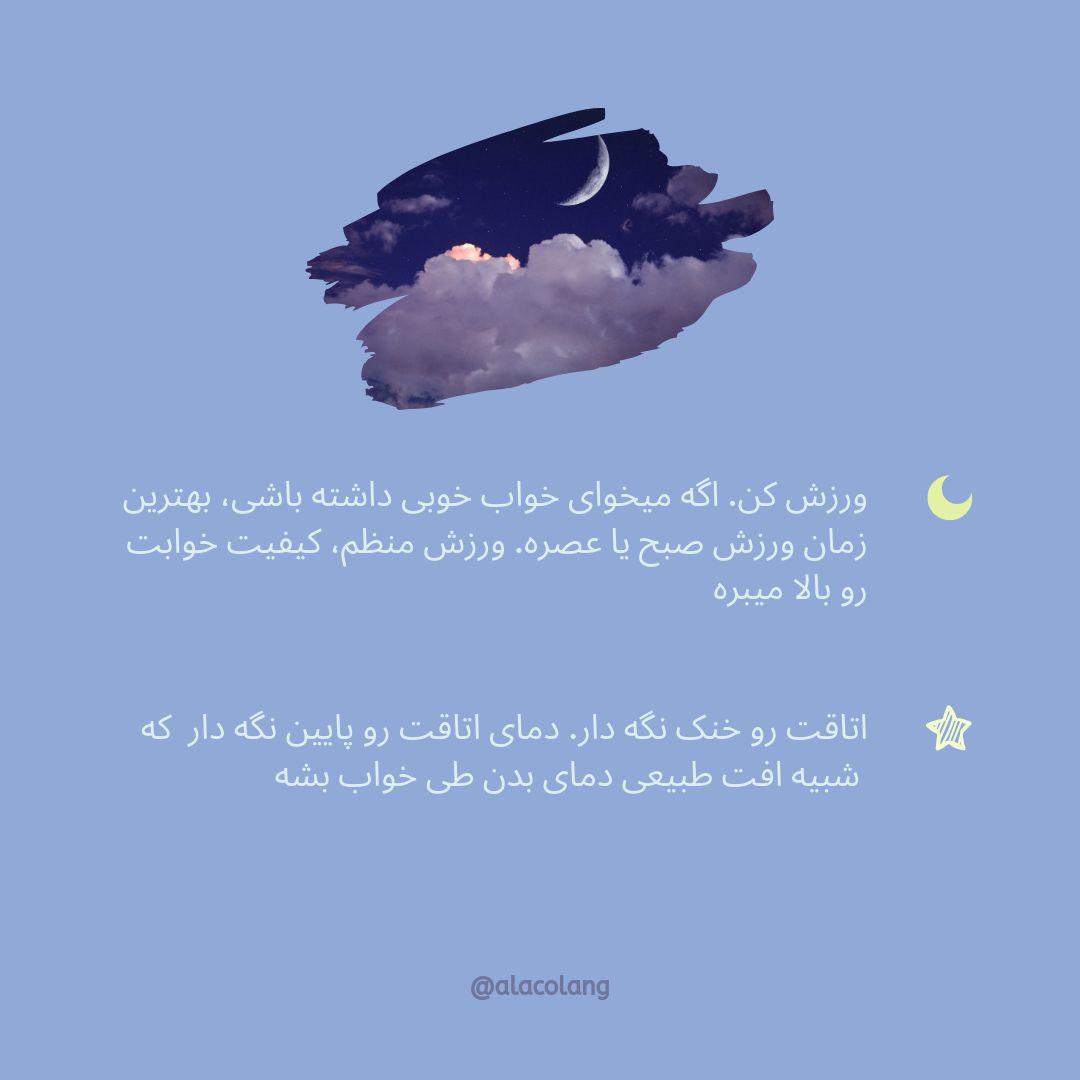 ورزش کن. اگه میخوای خواب خوبی داشته باشی، بهترین
زمان ورزش صبح یا عصره. ورزش منظم، کیفیت خوابت
رو بالا میبره
اتاقت رو خنک نگه دار. دمای اتاقت رو پایین نگه دار که
شبیه افت طبیعی دمای بدن طی خواب بشه
@alacolang